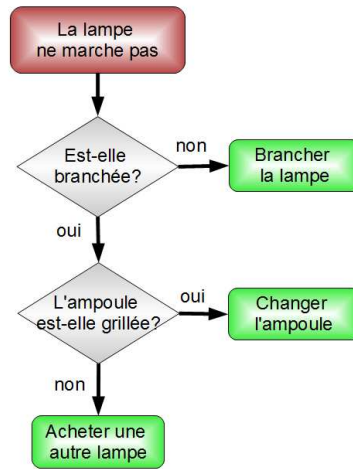 La lampe
ne marche pas
Est-elle
branchée?
non
Brancher
la lampe
oui
L'ampoule
est-elle grillée?
oui
Changer
l'ampoule
non
Acheter une
autre lampe